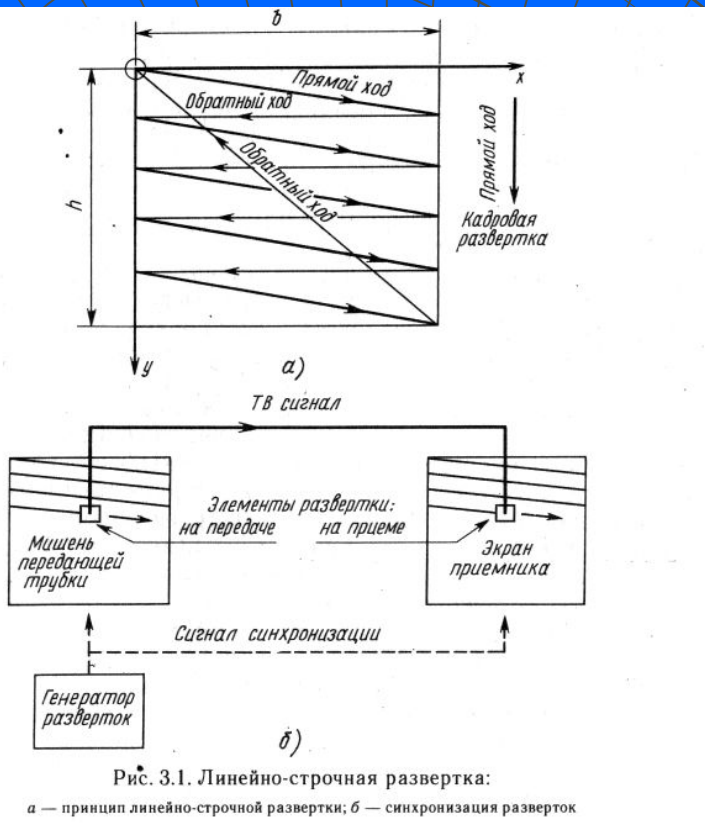 b
x
Прямой ход
Обратный ход
Обратный ход
h
Прямой ход
Кадровая
развертка
y
а)
ТВ сигнал
Элементы развертки:
на передаче на приеме
Мишень
передающей
трубки
Экран
приемника
Сигнал синхронизации
Генератор
разверток
б)
Рис. 3.1. Линейно-строчная развертка:
а — принцип линейно-строчной развертки; б — синхронизация разверток